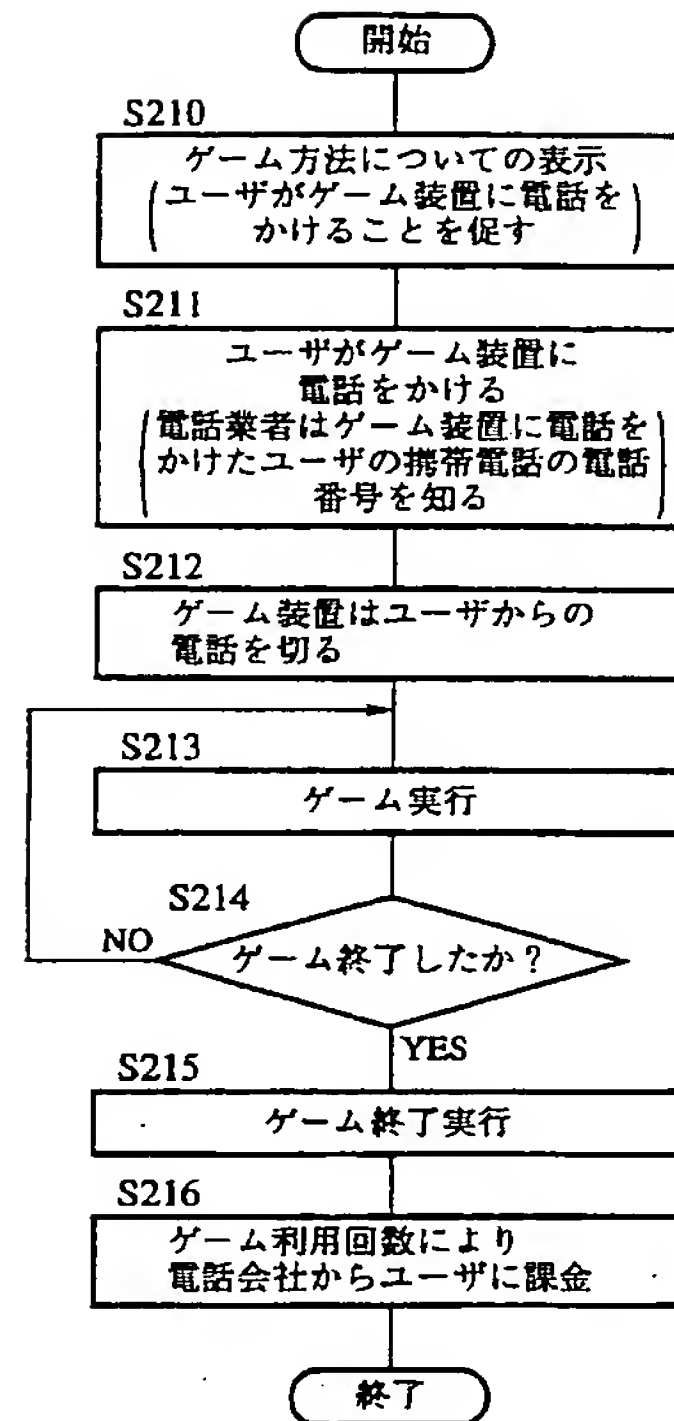 開始
S210
ゲーム方法についての表示
(ユーザがゲーム装置に電話を
かけることを促す)
S211
ユーザがゲーム装置に
電話をかける
(電話業者はゲーム装置に電話を
かけたユーザの携帯電話の電話
番号を知る)
S212
ゲーム装置はユーザからの
電話を切る
S213
ゲーム実行
S214
NO
ゲーム終了したか?
YES
S215
ゲーム終了実行
S216
ゲーム利用回数により
電話会社からユーザに課金
終了